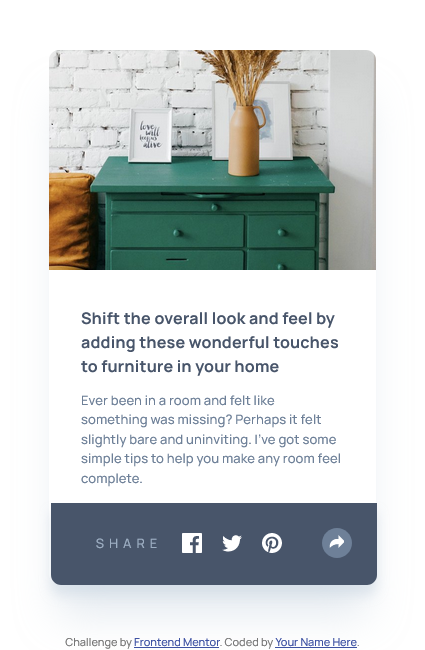 love
will
begins
alive
Shift the overall look and feel by
adding these wonderful touches
to furniture in your home
Ever been in a room and felt like
something was missing? Perhaps it felt
slightly bare and uninviting. I've got some
simple tips to help you make any room feel
complete.
SHARE
Challenge by Frontend Mentor. Coded by Your Name Here.